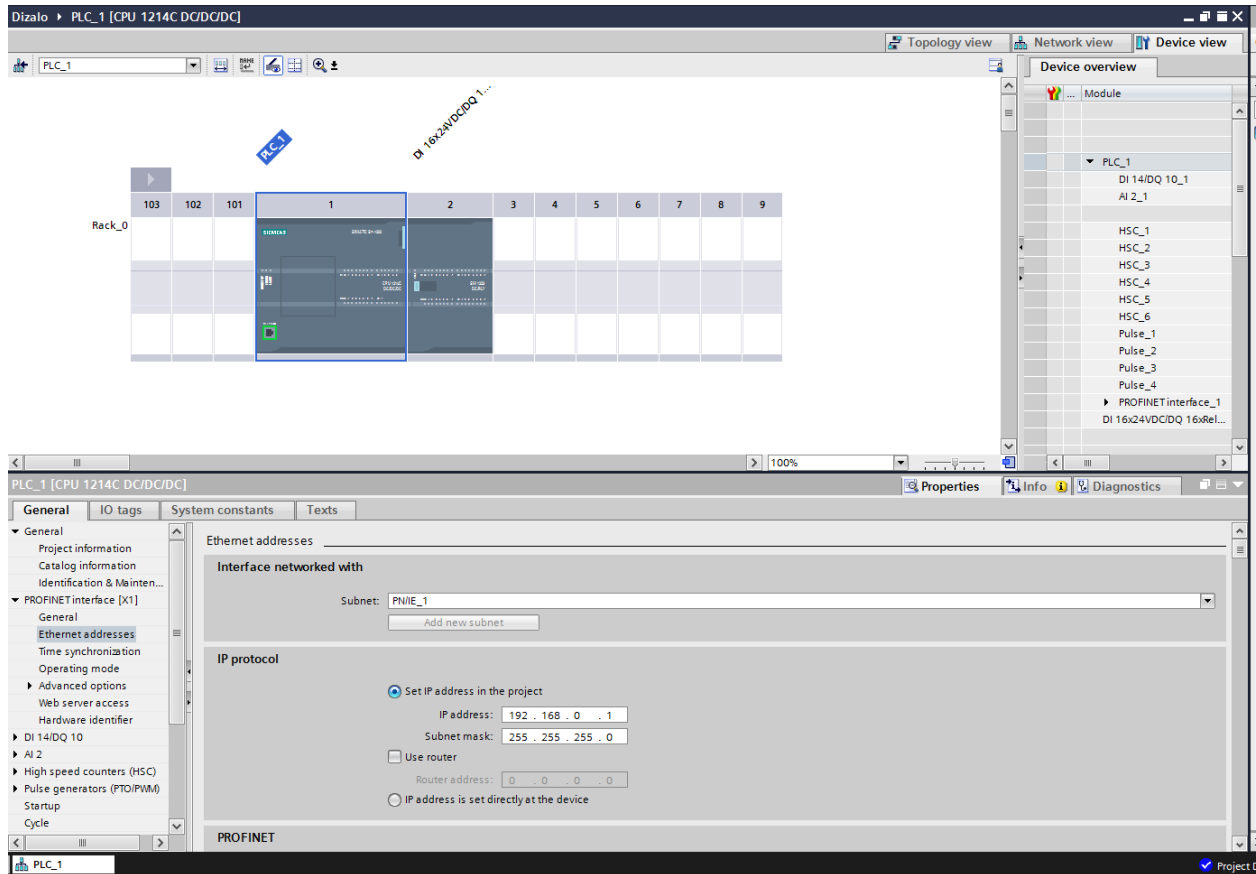 Dizalo ▸ PLC_1 [CPU 1214C DC/DC/DC]
Topology view Network view Device view
PLC_1
Device overview
... Module
PLC_1
DI 14/DQ 10_1
AI 2_1
HSC_1
HSC_2
HSC_3
HSC_4
HSC_5
HSC_6
Pulse_1
Pulse_2
Pulse_3
Pulse_4
PROFINET interface_1
DI 16x24VDC/DQ 16xRel...
PLC_1
DI 16x24VDC/DQ 1...
103 102 101 1 2 3 4 5 6 7 8 9
Rack_0
SIEMENS
100%
PLC_1 [CPU 1214C DC/DC/DC]
Properties Info Diagnostics
General IO tags System constants Texts
General
Project information
Catalog information
Identification & Mainten...
PROFINET interface [X1]
General
Ethernet addresses
Time synchronization
Operating mode
Advanced options
Web server access
Hardware identifier
DI 14/DQ 10
AI 2
High speed counters (HSC)
Pulse generators (PTO/PWM)
Startup
Cycle
Ethernet addresses
Interface networked with
Subnet: PN/IE_1
Add new subnet
IP protocol
Set IP address in the project
IP address: 192 . 168 . 0 . 1
Subnet mask: 255 . 255 . 255 . 0
Use router
Router address: 0 . 0 . 0 . 0
IP address is set directly at the device
PROFINET
PLC_1
Project